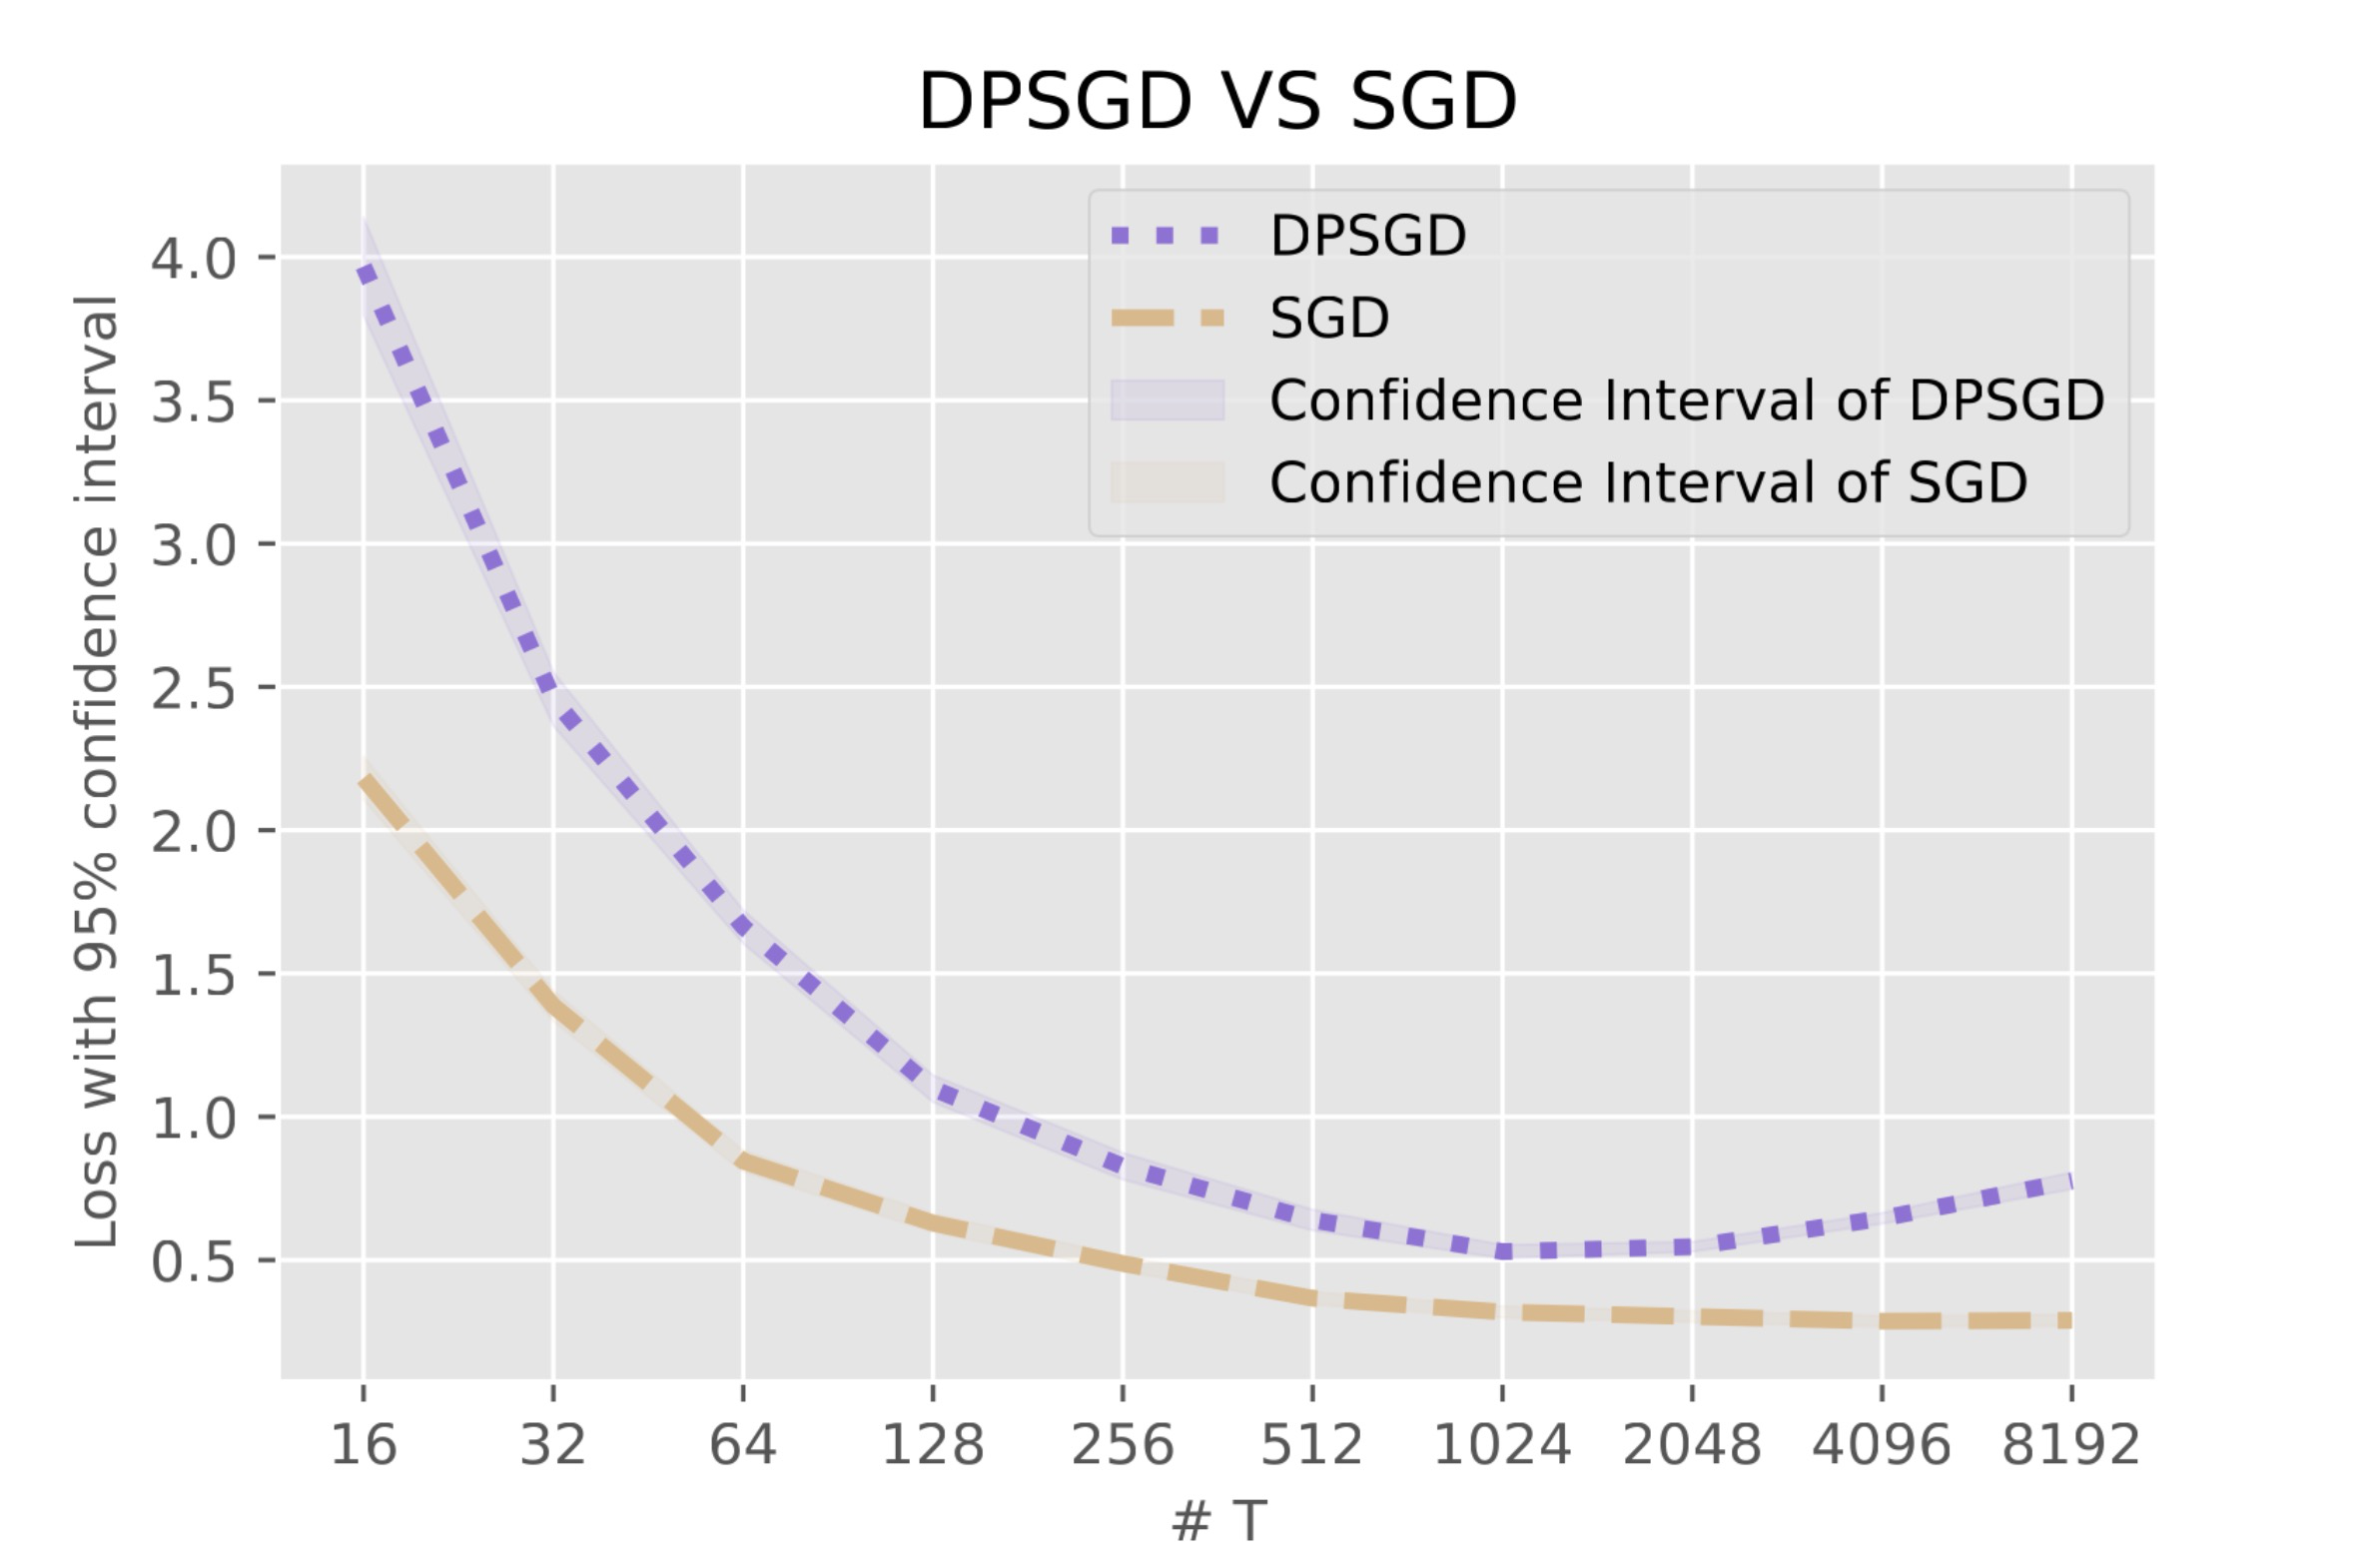 DPSGD VS SGD
DPSGD
SGD
Confidence Interval of DPSGD
Confidence Interval of SGD
Loss with 95% confidence interval
4.0
3.5
3.0
2.5
2.0
1.5
1.0
0.5
16 32 64 128 256 512 1024 2048 4096 8192
# T